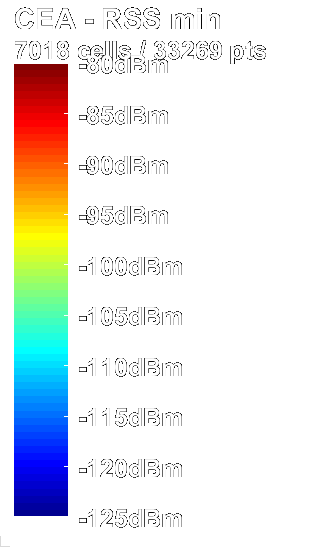 CEA - RSS min
7018 cells / 33269 pts
-80dBm
-85dBm
-90dBm
-95dBm
-100dBm
-105dBm
-110dBm
-115dBm
-120dBm
-125dBm